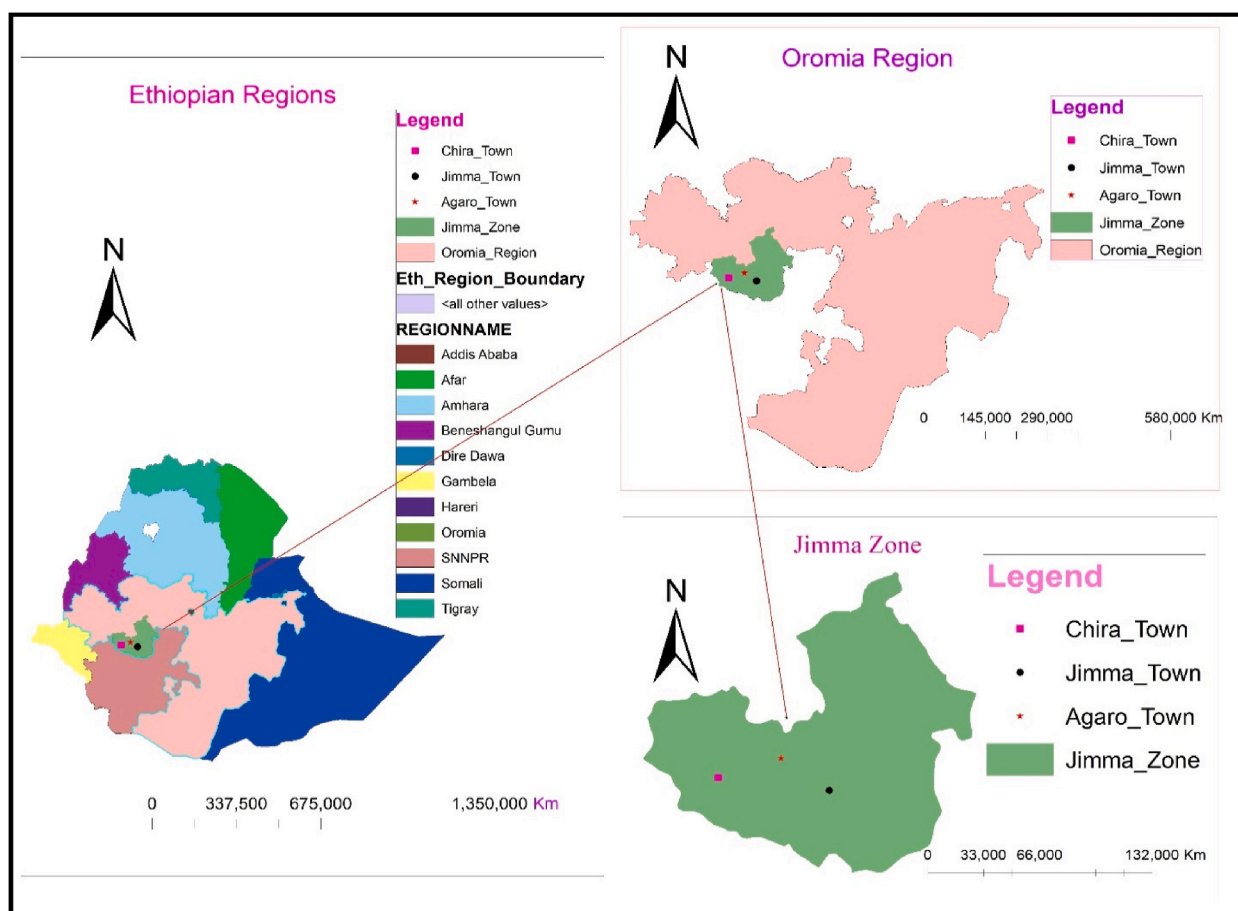 Ethiopian Regions
N
Legend
Chira_Town
Jimma_Town
Agaro_Town
Jimma_Zone
Oromia_Region
Eth_Region_Boundary
<all other values>
REGIONNAME
Addis Ababa
Afar
Amhara
Beneshangul Gumu
Dire Dawa
Gambela
Hareri
Oromia
SNNPR
Somali
Tigray
0 337,500 675,000 1,350,000 Km
Oromia Region
N
Legend
Chira_Town
Jimma_Town
Agaro_Town
Jimma_Zone
Oromia_Region
0 145,000 290,000 580,000 Km
Jimma Zone
N
Legend
Chira_Town
Jimma_Town
Agaro_Town
Jimma_Zone
0 33,000 66,000 132,000 Km